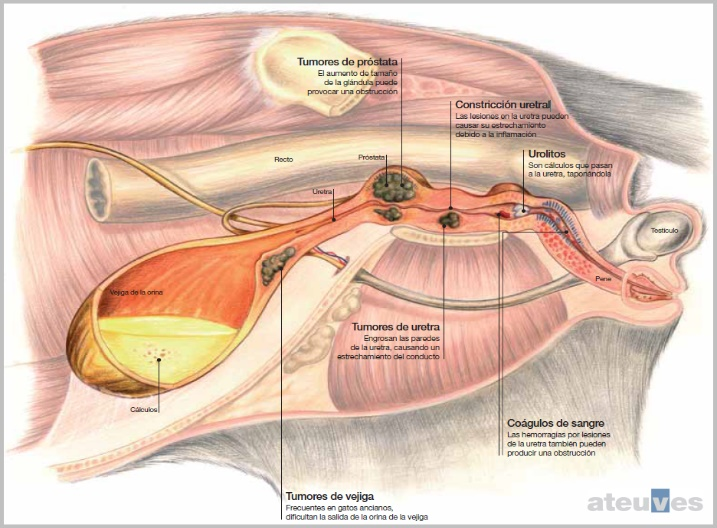 Tumores de próstata
El aumento de tamaño
de la glándula puede
provocar una obstrucción
Constricción uretral
Las lesiones en la uretra pueden
causar su estrechamiento
debido a la inflamación
Urolitos
Son cálculos que pasan
a la uretra, taponándola
Recto
Próstata
Uretra
Testículo
Pene
Vejiga de la orina
Cálculos
Tumores de uretra
Engrosan las paredes
de la uretra, causando un
estrechamiento del conducto
Coágulos de sangre
Las hemorragias por lesiones
de la uretra también pueden
producir una obstrucción
Tumores de vejiga
Frecuentes en gatos ancianos,
dificultan la salida de la orina de la vejiga
ateuves